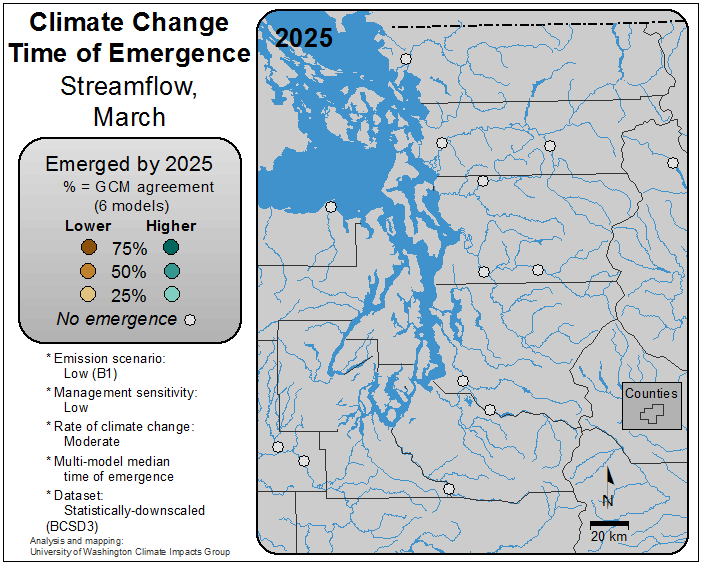 Climate Change
Time of Emergence
Streamflow,
March
Emerged by 2025
% = GCM agreement
(6 models)
Lower Higher
75%
50%
25%
No emergence
* Emission scenario:
Low (B1)
* Management sensitivity:
Low
* Rate of climate change:
Moderate
* Multi-model median
time of emergence
* Dataset:
Statistically-downscaled
(BCSD3)
Analysis and mapping:
University of Washington Climate Impacts Group
2025
Counties
N
20 km